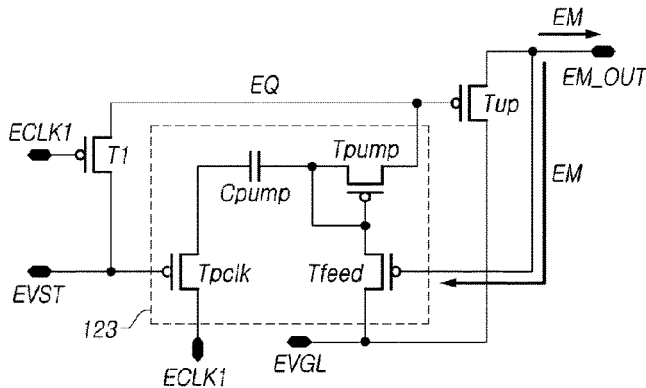 EM
EM_OUT
EQ
Tup
ECLK1
T1
Tpump
Cpump
EM
Tpclk
Tfeed
EVST
123
ECLK1
EVGL